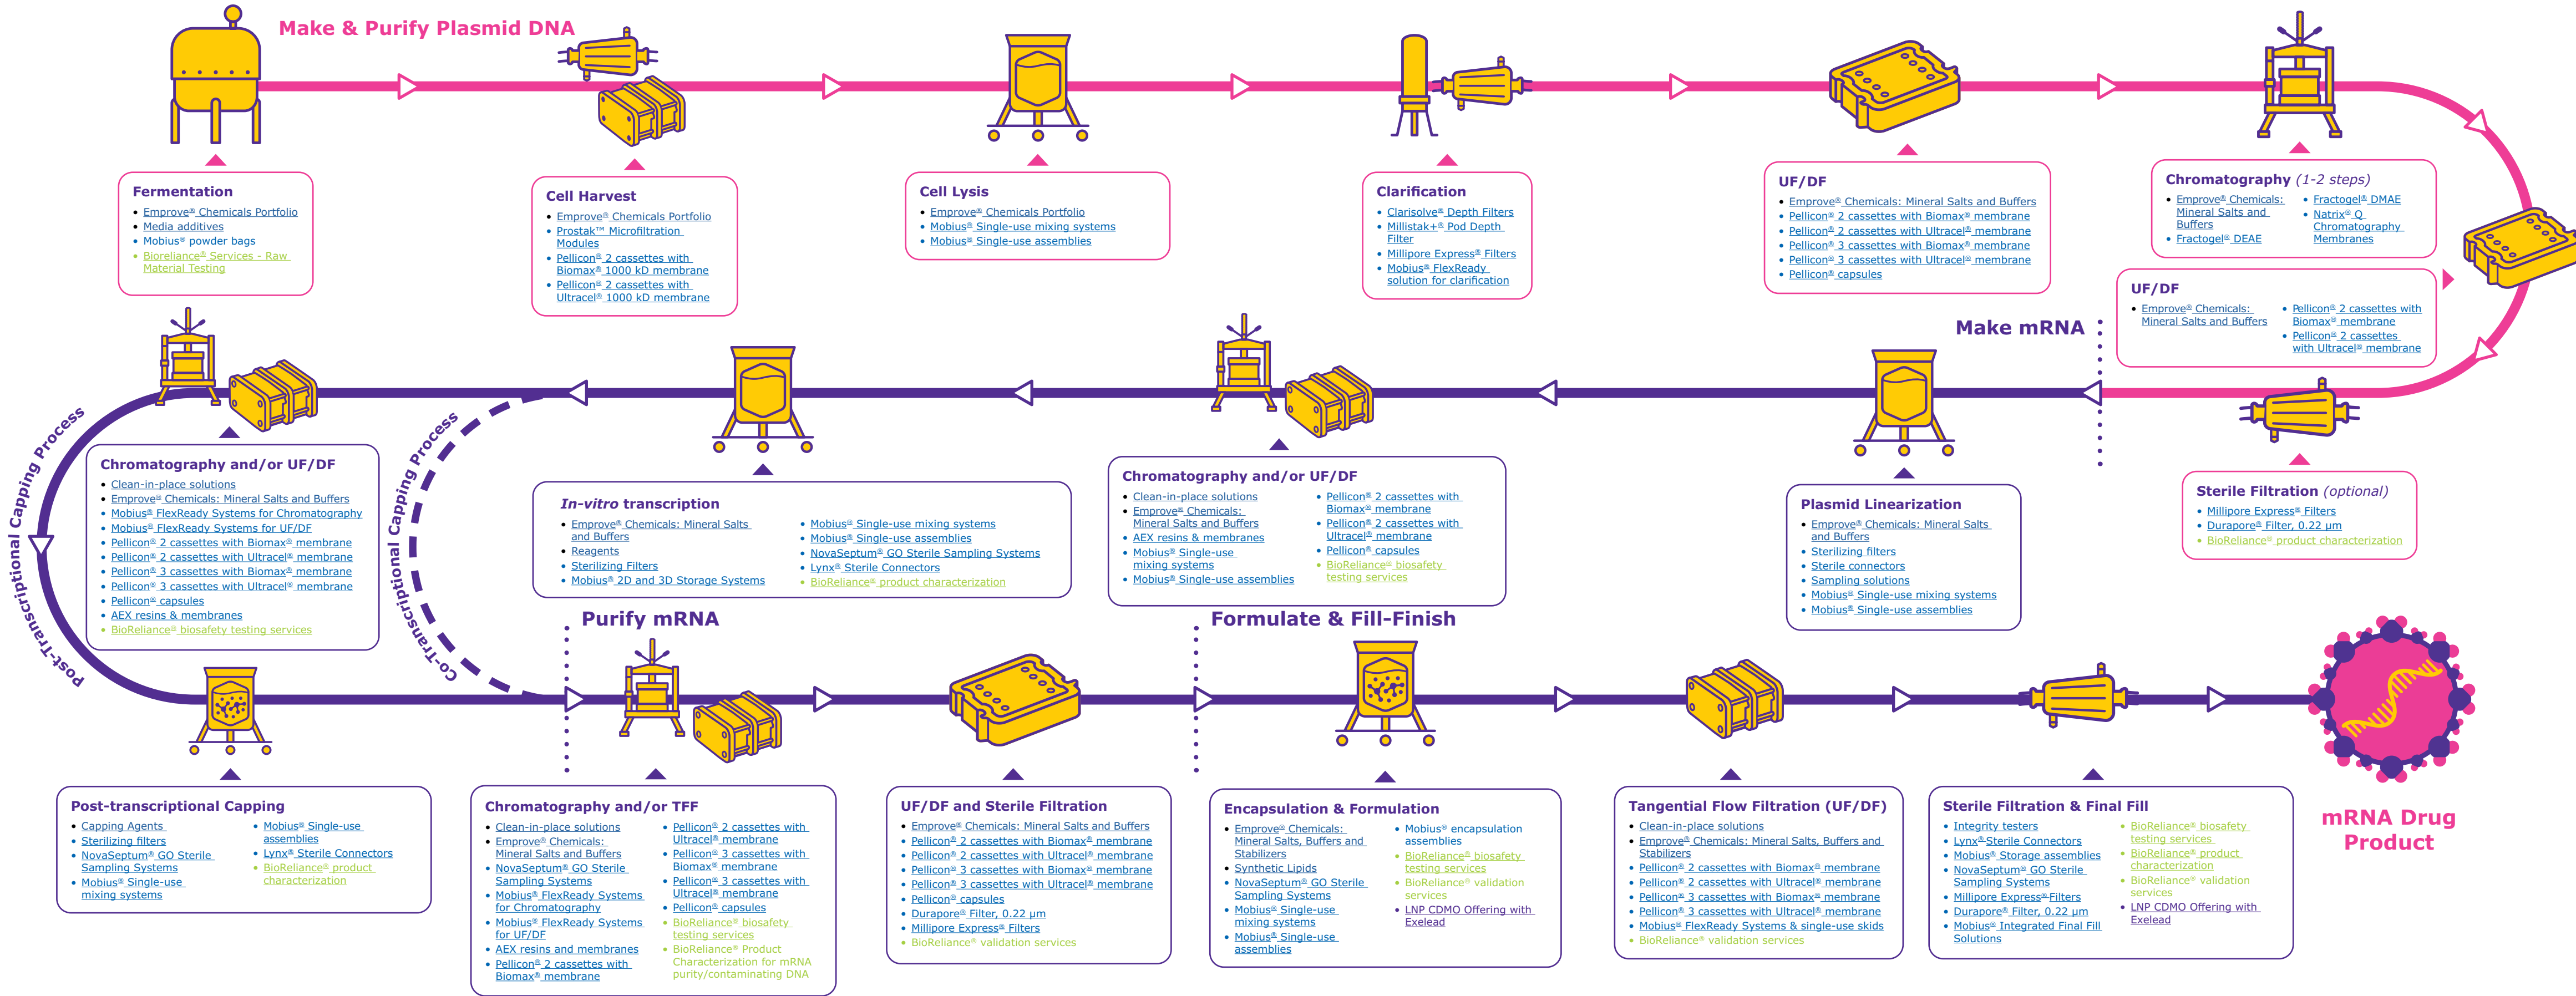 Make & Purify Plasmid DNA
Fermentation
• Emprove® Chemicals Portfolio
• Media additives
• Mobius® powder bags
• Bioreliance® Services - Raw
Material Testing
Cell Harvest
• Emprove® Chemicals Portfolio
• Prostak™ Microfiltration
Modules
• Pellicon® 2 cassettes with
Biomax® 1000 kD membrane
• Pellicon® 2 cassettes with
Ultracel® 1000 kD membrane
Cell Lysis
• Emprove® Chemicals Portfolio
• Mobius® Single-use mixing systems
• Mobius® Single-use assemblies
Clarification
• Clarisolve® Depth Filters
• Millistak+® Pod Depth
Filter
• Millipore Express® Filters
• Mobius® FlexReady
solution for clarification
UF/DF
• Emprove® Chemicals: Mineral Salts and Buffers
• Pellicon® 2 cassettes with Biomax® membrane
• Pellicon® 2 cassettes with Ultracel® membrane
• Pellicon® 3 cassettes with Biomax® membrane
• Pellicon® 3 cassettes with Ultracel® membrane
• Pellicon® capsules
Chromatography (1-2 steps)
• Emprove® Chemicals:
Mineral Salts and
Buffers
• Fractogel® DEAE
• Fractogel® DMAE
• Natrix® Q
Chromatography
Membranes
UF/DF
• Emprove® Chemicals:
Mineral Salts and Buffers
• Pellicon® 2 cassettes with
Biomax® membrane
• Pellicon® 2 cassettes
with Ultracel® membrane
Sterile Filtration (optional)
• Millipore Express® Filters
• Durapore® Filter, 0.22 µm
• BioReliance® product characterization
Make mRNA
Plasmid Linearization
• Emprove® Chemicals: Mineral Salts
and Buffers
• Sterilizing filters
• Sterile connectors
• Sampling solutions
• Mobius® Single-use mixing systems
• Mobius® Single-use assemblies
Chromatography and/or UF/DF
• Clean-in-place solutions
• Emprove® Chemicals:
Mineral Salts and Buffers
• AEX resins & membranes
• Mobius® Single-use
mixing systems
• Mobius® Single-use assemblies
• Pellicon® 2 cassettes with
Biomax® membrane
• Pellicon® 2 cassettes with
Ultracel® membrane
• Pellicon® capsules
• BioReliance® biosafety
testing services
In-vitro transcription
• Emprove® Chemicals: Mineral Salts
and Buffers
• Reagents
• Sterilizing Filters
• Mobius® 2D and 3D Storage Systems
• Mobius® Single-use mixing systems
• Mobius® Single-use assemblies
• NovaSeptum® GO Sterile Sampling Systems
• Lynx® Sterile Connectors
• BioReliance® product characterization
Co-Transcriptional Capping Process
Chromatography and/or UF/DF
• Clean-in-place solutions
• Emprove® Chemicals: Mineral Salts and Buffers
• Mobius® FlexReady Systems for Chromatography
• Mobius® FlexReady Systems for UF/DF
• Pellicon® 2 cassettes with Biomax® membrane
• Pellicon® 2 cassettes with Ultracel® membrane
• Pellicon® 3 cassettes with Biomax® membrane
• Pellicon® 3 cassettes with Ultracel® membrane
• Pellicon® capsules
• AEX resins & membranes
• BioReliance® biosafety testing services
Post-Transcriptional Capping Process
Post-transcriptional Capping
• Capping Agents
• Sterilizing filters
• NovaSeptum® GO Sterile
Sampling Systems
• Mobius® Single-use
mixing systems
• Mobius® Single-use
assemblies
• Lynx® Sterile Connectors
• BioReliance® product
characterization
Purify mRNA
Chromatography and/or TFF
• Clean-in-place solutions
• Emprove® Chemicals:
Mineral Salts and Buffers
• NovaSeptum® GO Sterile
Sampling Systems
• Mobius® FlexReady Systems
for Chromatography
• Mobius® FlexReady Systems
for UF/DF
• AEX resins and membranes
• Pellicon® 2 cassettes with
Biomax® membrane
• Pellicon® 2 cassettes with
Ultracel® membrane
• Pellicon® 3 cassettes with
Biomax® membrane
• Pellicon® 3 cassettes with
Ultracel® membrane
• Pellicon® capsules
• BioReliance® biosafety
testing services
• BioReliance® Product
Characterization for mRNA
purity/contaminating DNA
UF/DF and Sterile Filtration
• Emprove® Chemicals: Mineral Salts and Buffers
• Pellicon® 2 cassettes with Biomax® membrane
• Pellicon® 2 cassettes with Ultracel® membrane
• Pellicon® 3 cassettes with Biomax® membrane
• Pellicon® 3 cassettes with Ultracel® membrane
• Pellicon® capsules
• Durapore® Filter, 0.22 µm
• Millipore Express® Filters
• BioReliance® validation services
Formulate & Fill-Finish
Encapsulation & Formulation
• Emprove® Chemicals:
Mineral Salts, Buffers and
Stabilizers
• Synthetic Lipids
• NovaSeptum® GO Sterile
Sampling Systems
• Mobius® Single-use
mixing systems
• Mobius® Single-use
assemblies
• Mobius® encapsulation
assemblies
• BioReliance® biosafety
testing services
• BioReliance® validation
services
• LNP CDMO Offering with
Exelead
Tangential Flow Filtration (UF/DF)
• Clean-in-place solutions
• Emprove® Chemicals: Mineral Salts, Buffers and
Stabilizers
• Pellicon® 2 cassettes with Biomax® membrane
• Pellicon® 2 cassettes with Ultracel® membrane
• Pellicon® 3 cassettes with Biomax® membrane
• Pellicon® 3 cassettes with Ultracel® membrane
• Mobius® FlexReady Systems & single-use skids
• BioReliance® validation services
Sterile Filtration & Final Fill
• Integrity testers
• Lynx® Sterile Connectors
• Mobius® Storage assemblies
• NovaSeptum® GO Sterile
Sampling Systems
• Millipore Express® Filters
• Durapore® Filter, 0.22 µm
• Mobius® Integrated Final Fill
Solutions
• BioReliance® biosafety
testing services
• BioReliance® product
characterization
• BioReliance® validation
services
• LNP CDMO Offering with
Exelead
mRNA Drug
Product